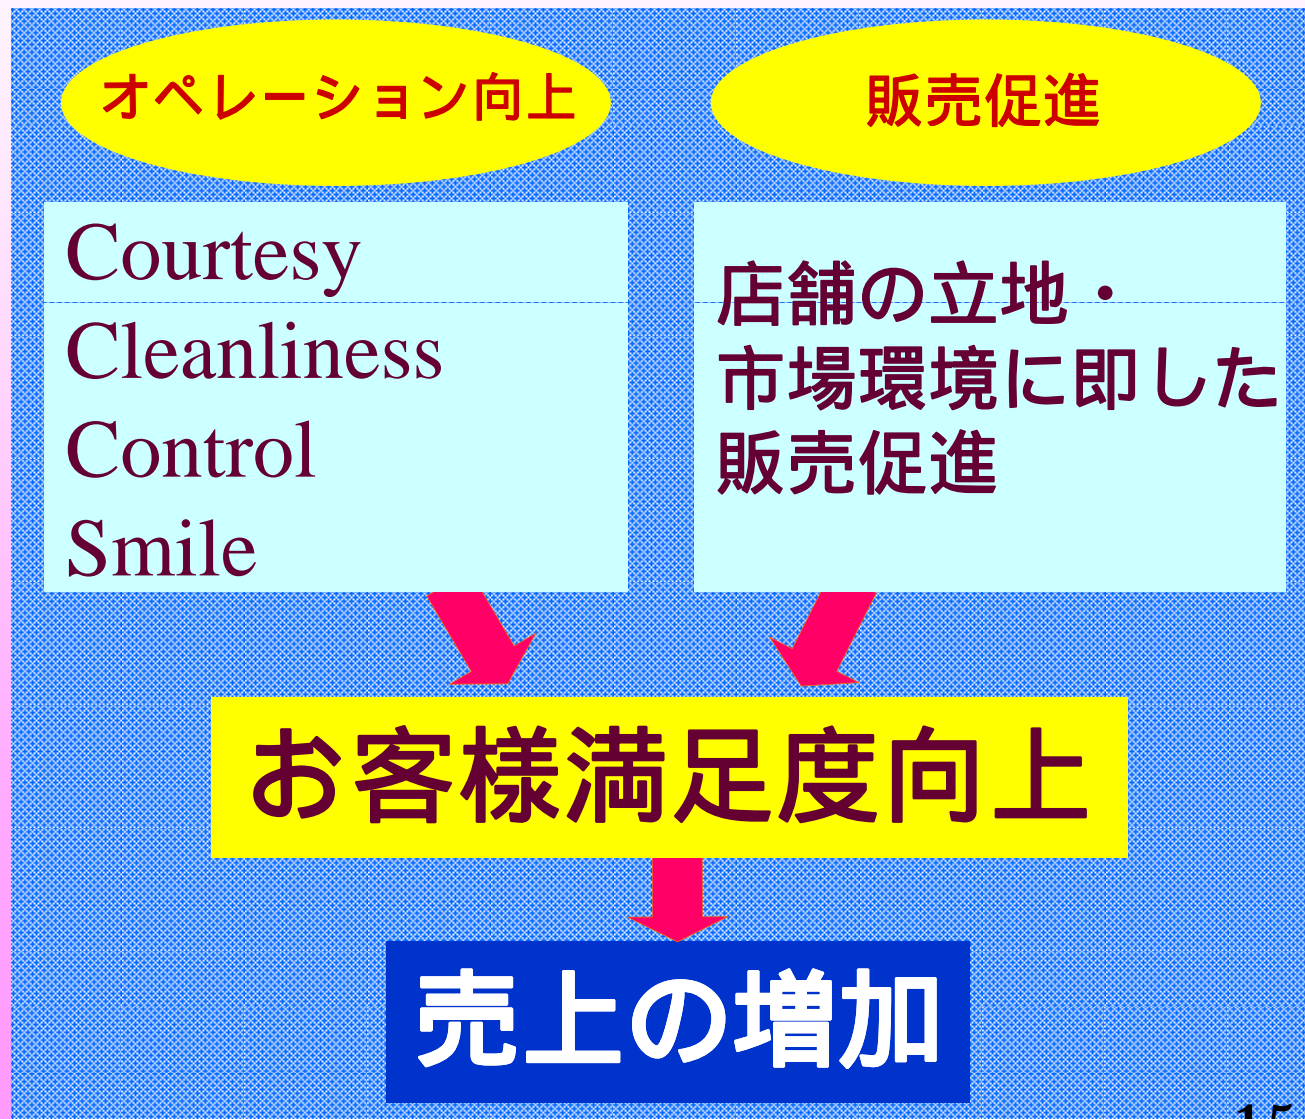 オペレーション向上
販売促進
Courtesy
Cleanliness
Control
Smile
店舗の立地・
市場環境に即した
販売促進
お客様満足度向上
売上の増加
15